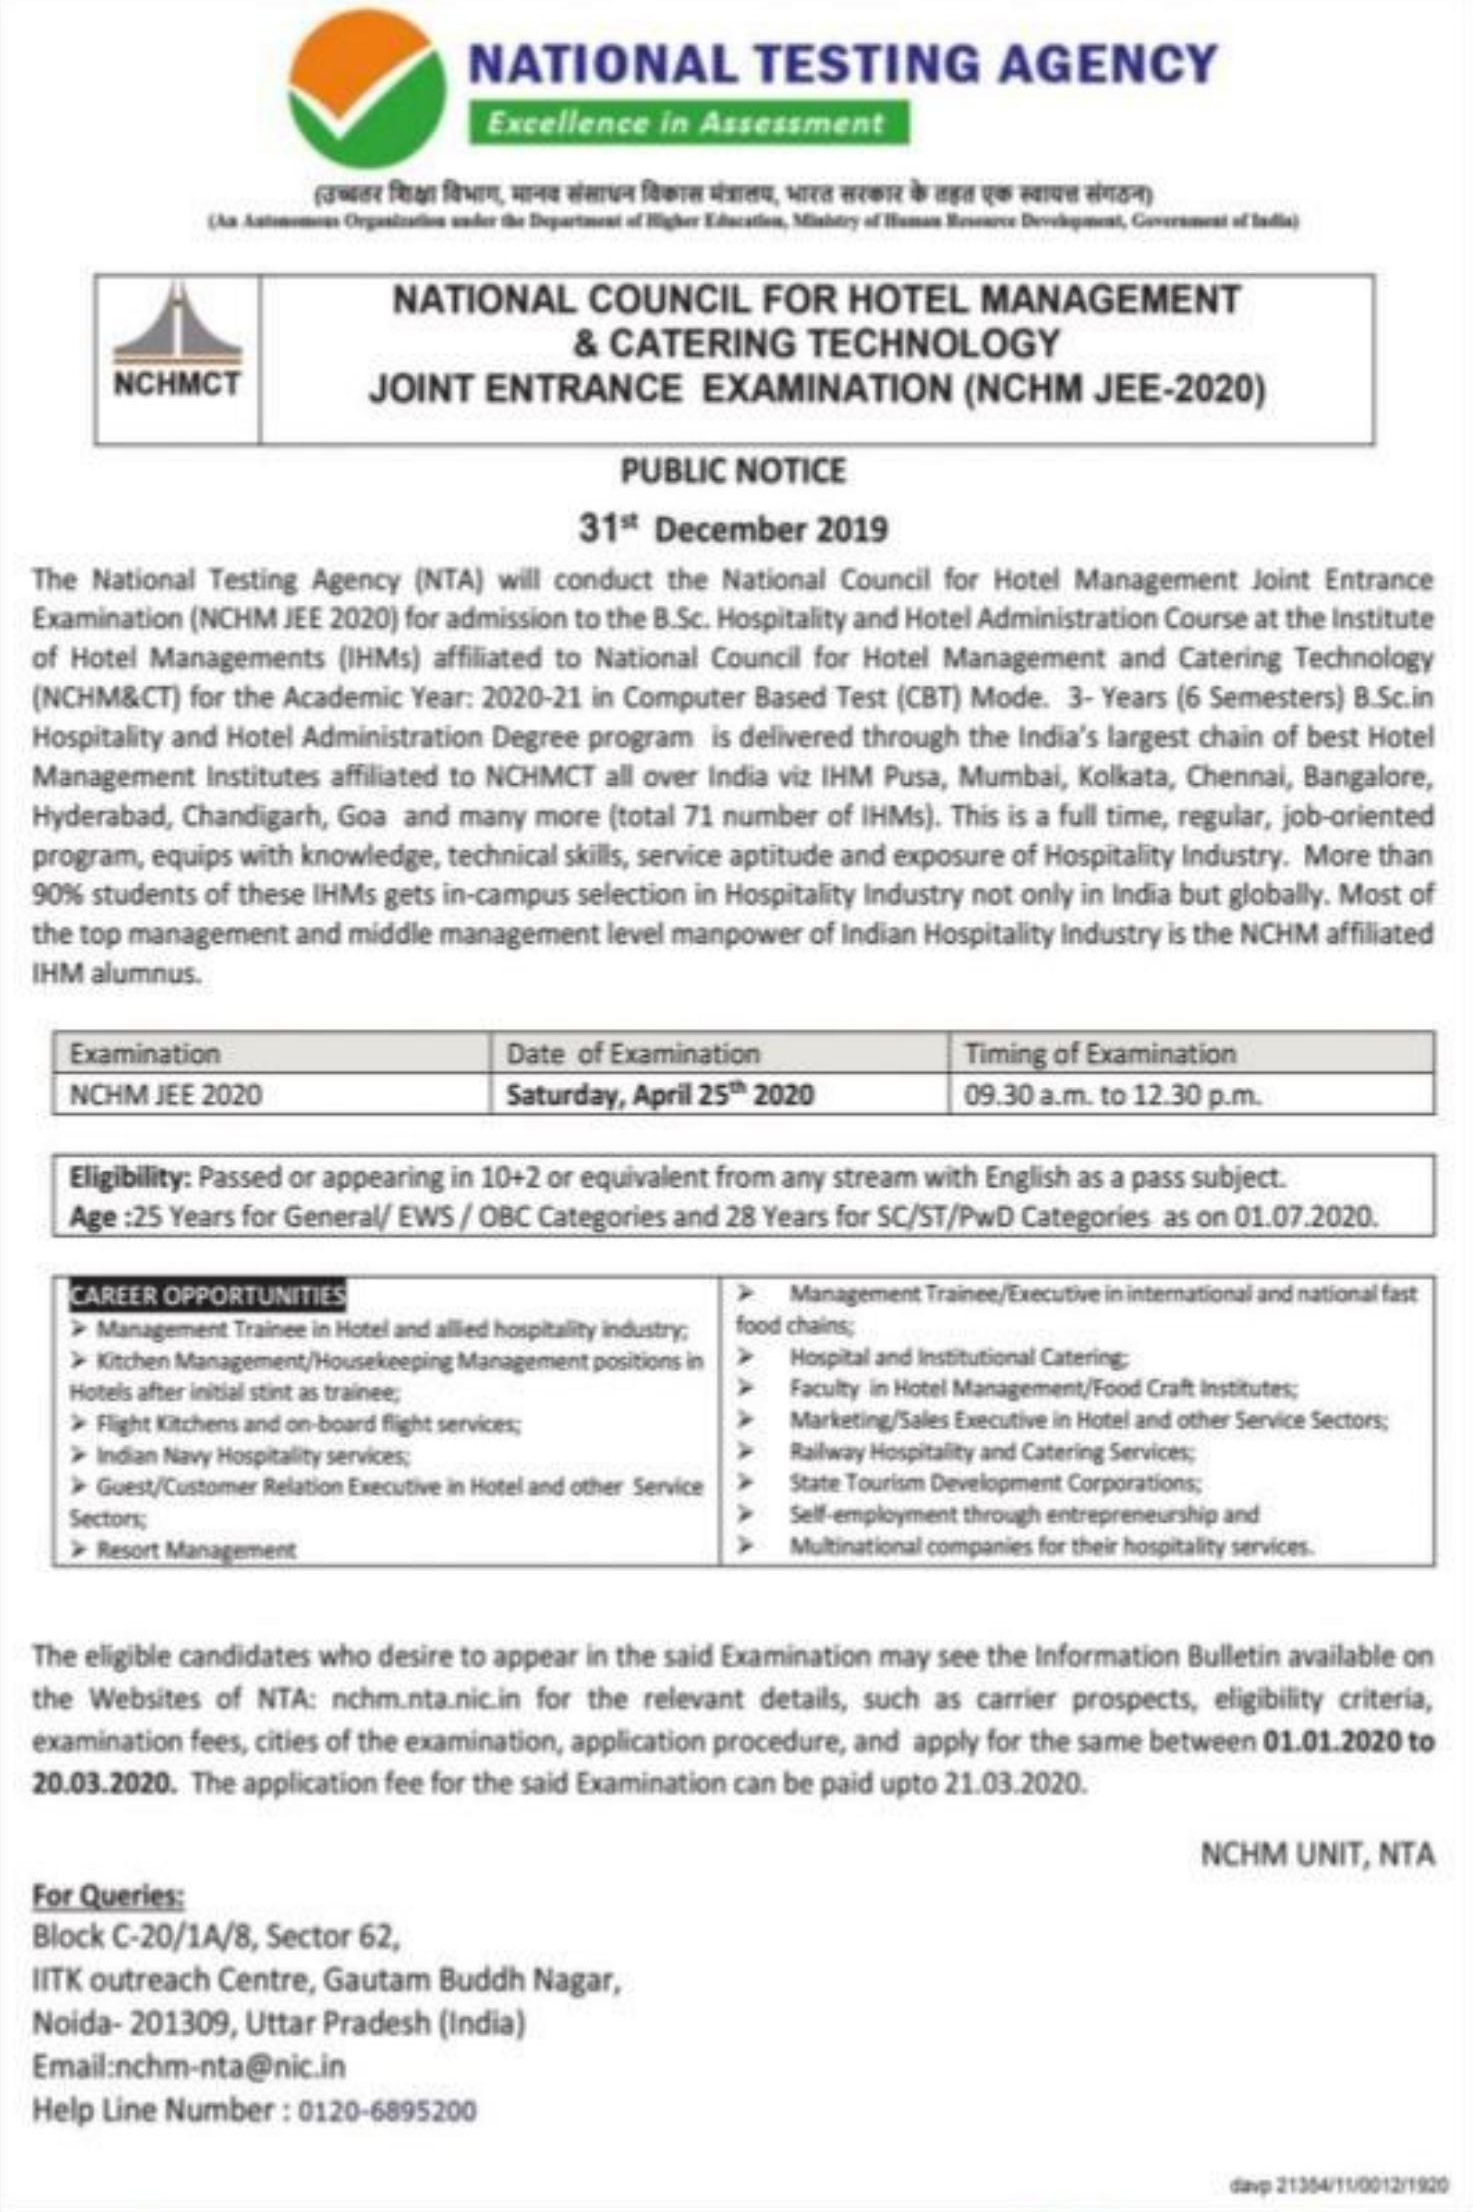 NATIONAL TESTING AGENCY
Excellence in Assessment
(उच्चतर शिक्षा विभाग, मानव संसाधन विकास मंत्रालय, भारत सरकार के तहत एक स्वायत्त संगठन)
(An Autonomous Organization under the Department of Higher Education, Ministry of Human Resource Development, Government of India)
NCHMCT
NATIONAL COUNCIL FOR HOTEL MANAGEMENT
& CATERING TECHNOLOGY
JOINT ENTRANCE EXAMINATION (NCHM JEE-2020)
PUBLIC NOTICE
31st December 2019
The National Testing Agency (NTA) will conduct the National Council for Hotel Management Joint Entrance
Examination (NCHM JEE 2020) for admission to the B.Sc. Hospitality and Hotel Administration Course at the Institute
of Hotel Managements (IHMs) affiliated to National Council for Hotel Management and Catering Technology
(NCHM&CT) for the Academic Year: 2020-21 in Computer Based Test (CBT) Mode. 3- Years (6 Semesters) B.Sc.in
Hospitality and Hotel Administration Degree program is delivered through the India's largest chain of best Hotel
Management Institutes affiliated to NCHMCT all over India viz IHM Pusa, Mumbai, Kolkata, Chennai, Bangalore,
Hyderabad, Chandigarh, Goa and many more (total 71 number of IHMs). This is a full time, regular, job-oriented
program, equips with knowledge, technical skills, service aptitude and exposure of Hospitality Industry. More than
90% students of these IHMs gets in-campus selection in Hospitality Industry not only in India but globally. Most of
the top management and middle management level manpower of Indian Hospitality Industry is the NCHM affiliated
IHM alumnus.
Examination Date of Examination Timing of Examination
NCHM JEE 2020 Saturday, April 25th 2020 09.30 a.m. to 12.30 p.m.
Eligibility: Passed or appearing in 10+2 or equivalent from any stream with English as a pass subject.
Age :25 Years for General/ EWS / OBC Categories and 28 Years for SC/ST/PwD Categories as on 01.07.2020.
CAREER OPPORTUNITIES
➢ Management Trainee in Hotel and allied hospitality industry;
➢ Kitchen Management/Housekeeping Management positions in
Hotels after initial stint as trainee;
➢ Flight Kitchens and on-board flight services;
➢ Indian Navy Hospitality services;
➢ Guest/Customer Relation Executive in Hotel and other Service
Sectors;
➢ Resort Management
➢ Management Trainee/Executive in international and national fast
food chains;
➢ Hospital and Institutional Catering;
➢ Faculty in Hotel Management/Food Craft Institutes;
➢ Marketing/Sales Executive in Hotel and other Service Sectors;
➢ Railway Hospitality and Catering Services;
➢ State Tourism Development Corporations;
➢ Self-employment through entrepreneurship and
➢ Multinational companies for their hospitality services.
The eligible candidates who desire to appear in the said Examination may see the Information Bulletin available on
the Websites of NTA: nchm.nta.nic.in for the relevant details, such as carrier prospects, eligibility criteria,
examination fees, cities of the examination, application procedure, and apply for the same between 01.01.2020 to
20.03.2020. The application fee for the said Examination can be paid upto 21.03.2020.
NCHM UNIT, NTA
For Queries:
Block C-20/1A/8, Sector 62,
IITK outreach Centre, Gautam Buddh Nagar,
Noida- 201309, Uttar Pradesh (India)
Email:nchm-nta@nic.in
Help Line Number : 0120-6895200
davp 21354/11/0012/1920